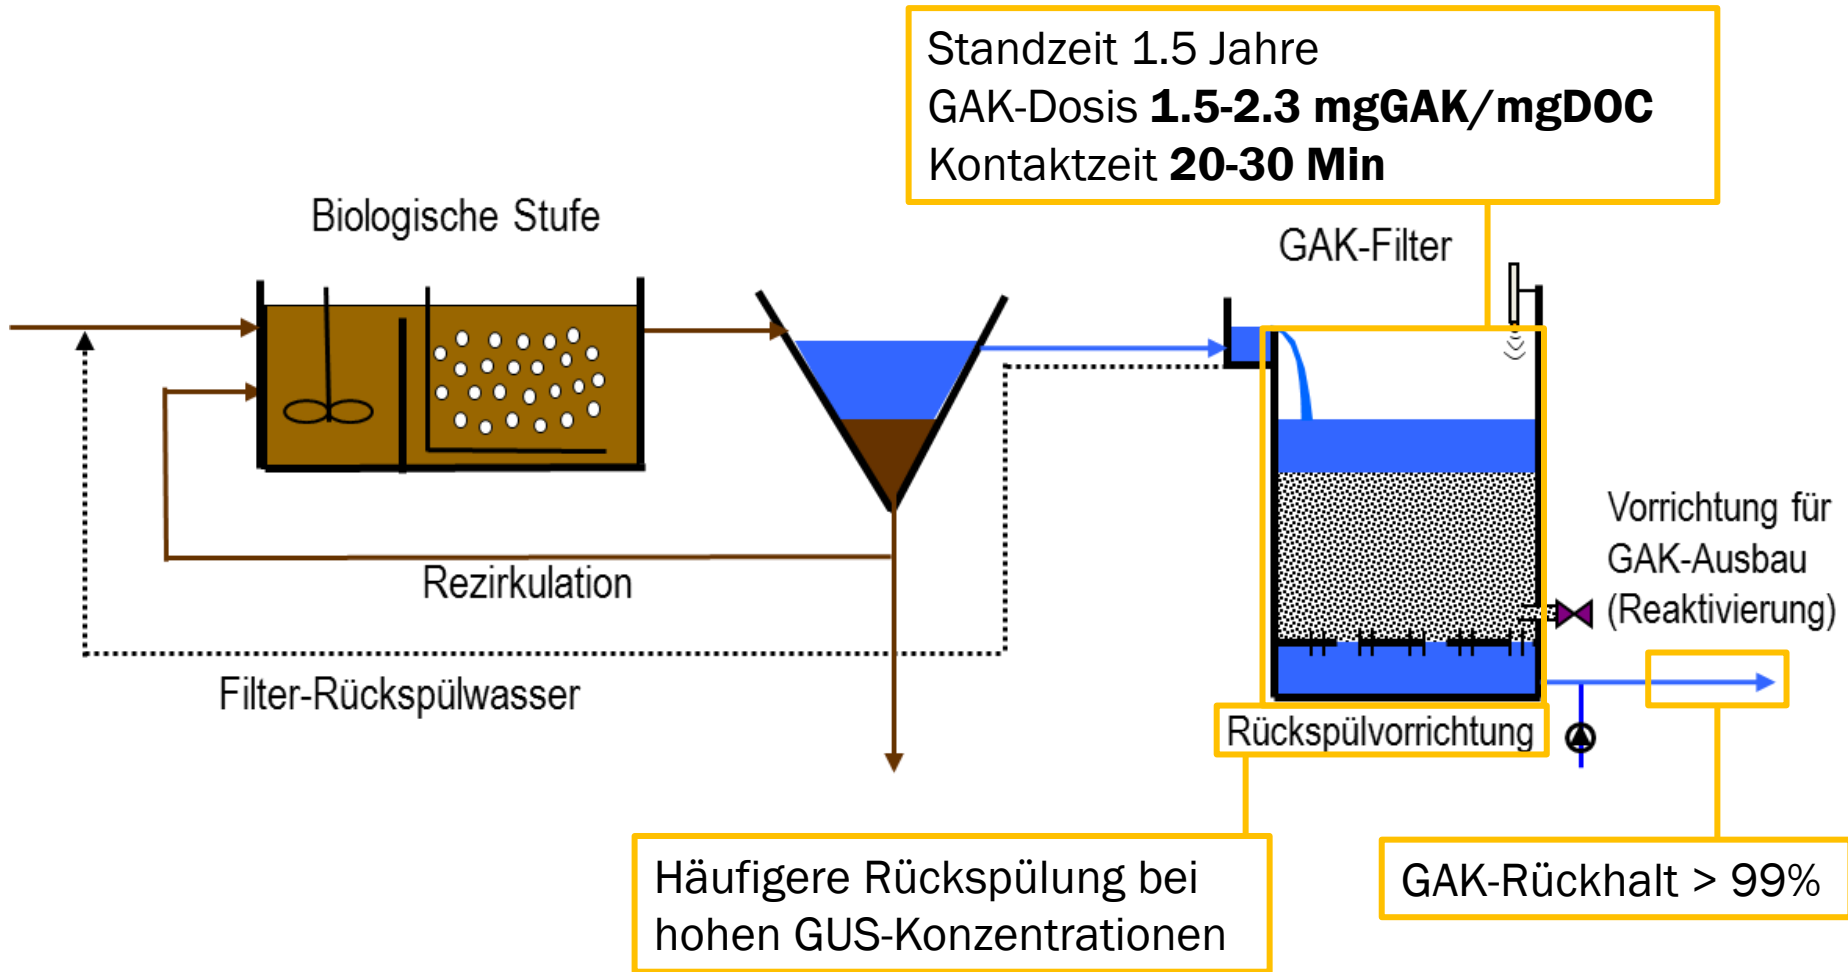 Standzeit 1.5 Jahre
GAK-Dosis 1.5-2.3 mgGAK/mgDOC
Kontaktzeit 20-30 Min
Biologische Stufe
GAK-Filter
Vorrichtung für
GAK-Ausbau
(Reaktivierung)
Rezirkulation
Filter-Rückspülwasser
Rückspülvorrichtung
Häufigere Rückspülung bei
hohen GUS-Konzentrationen
GAK-Rückhalt > 99%